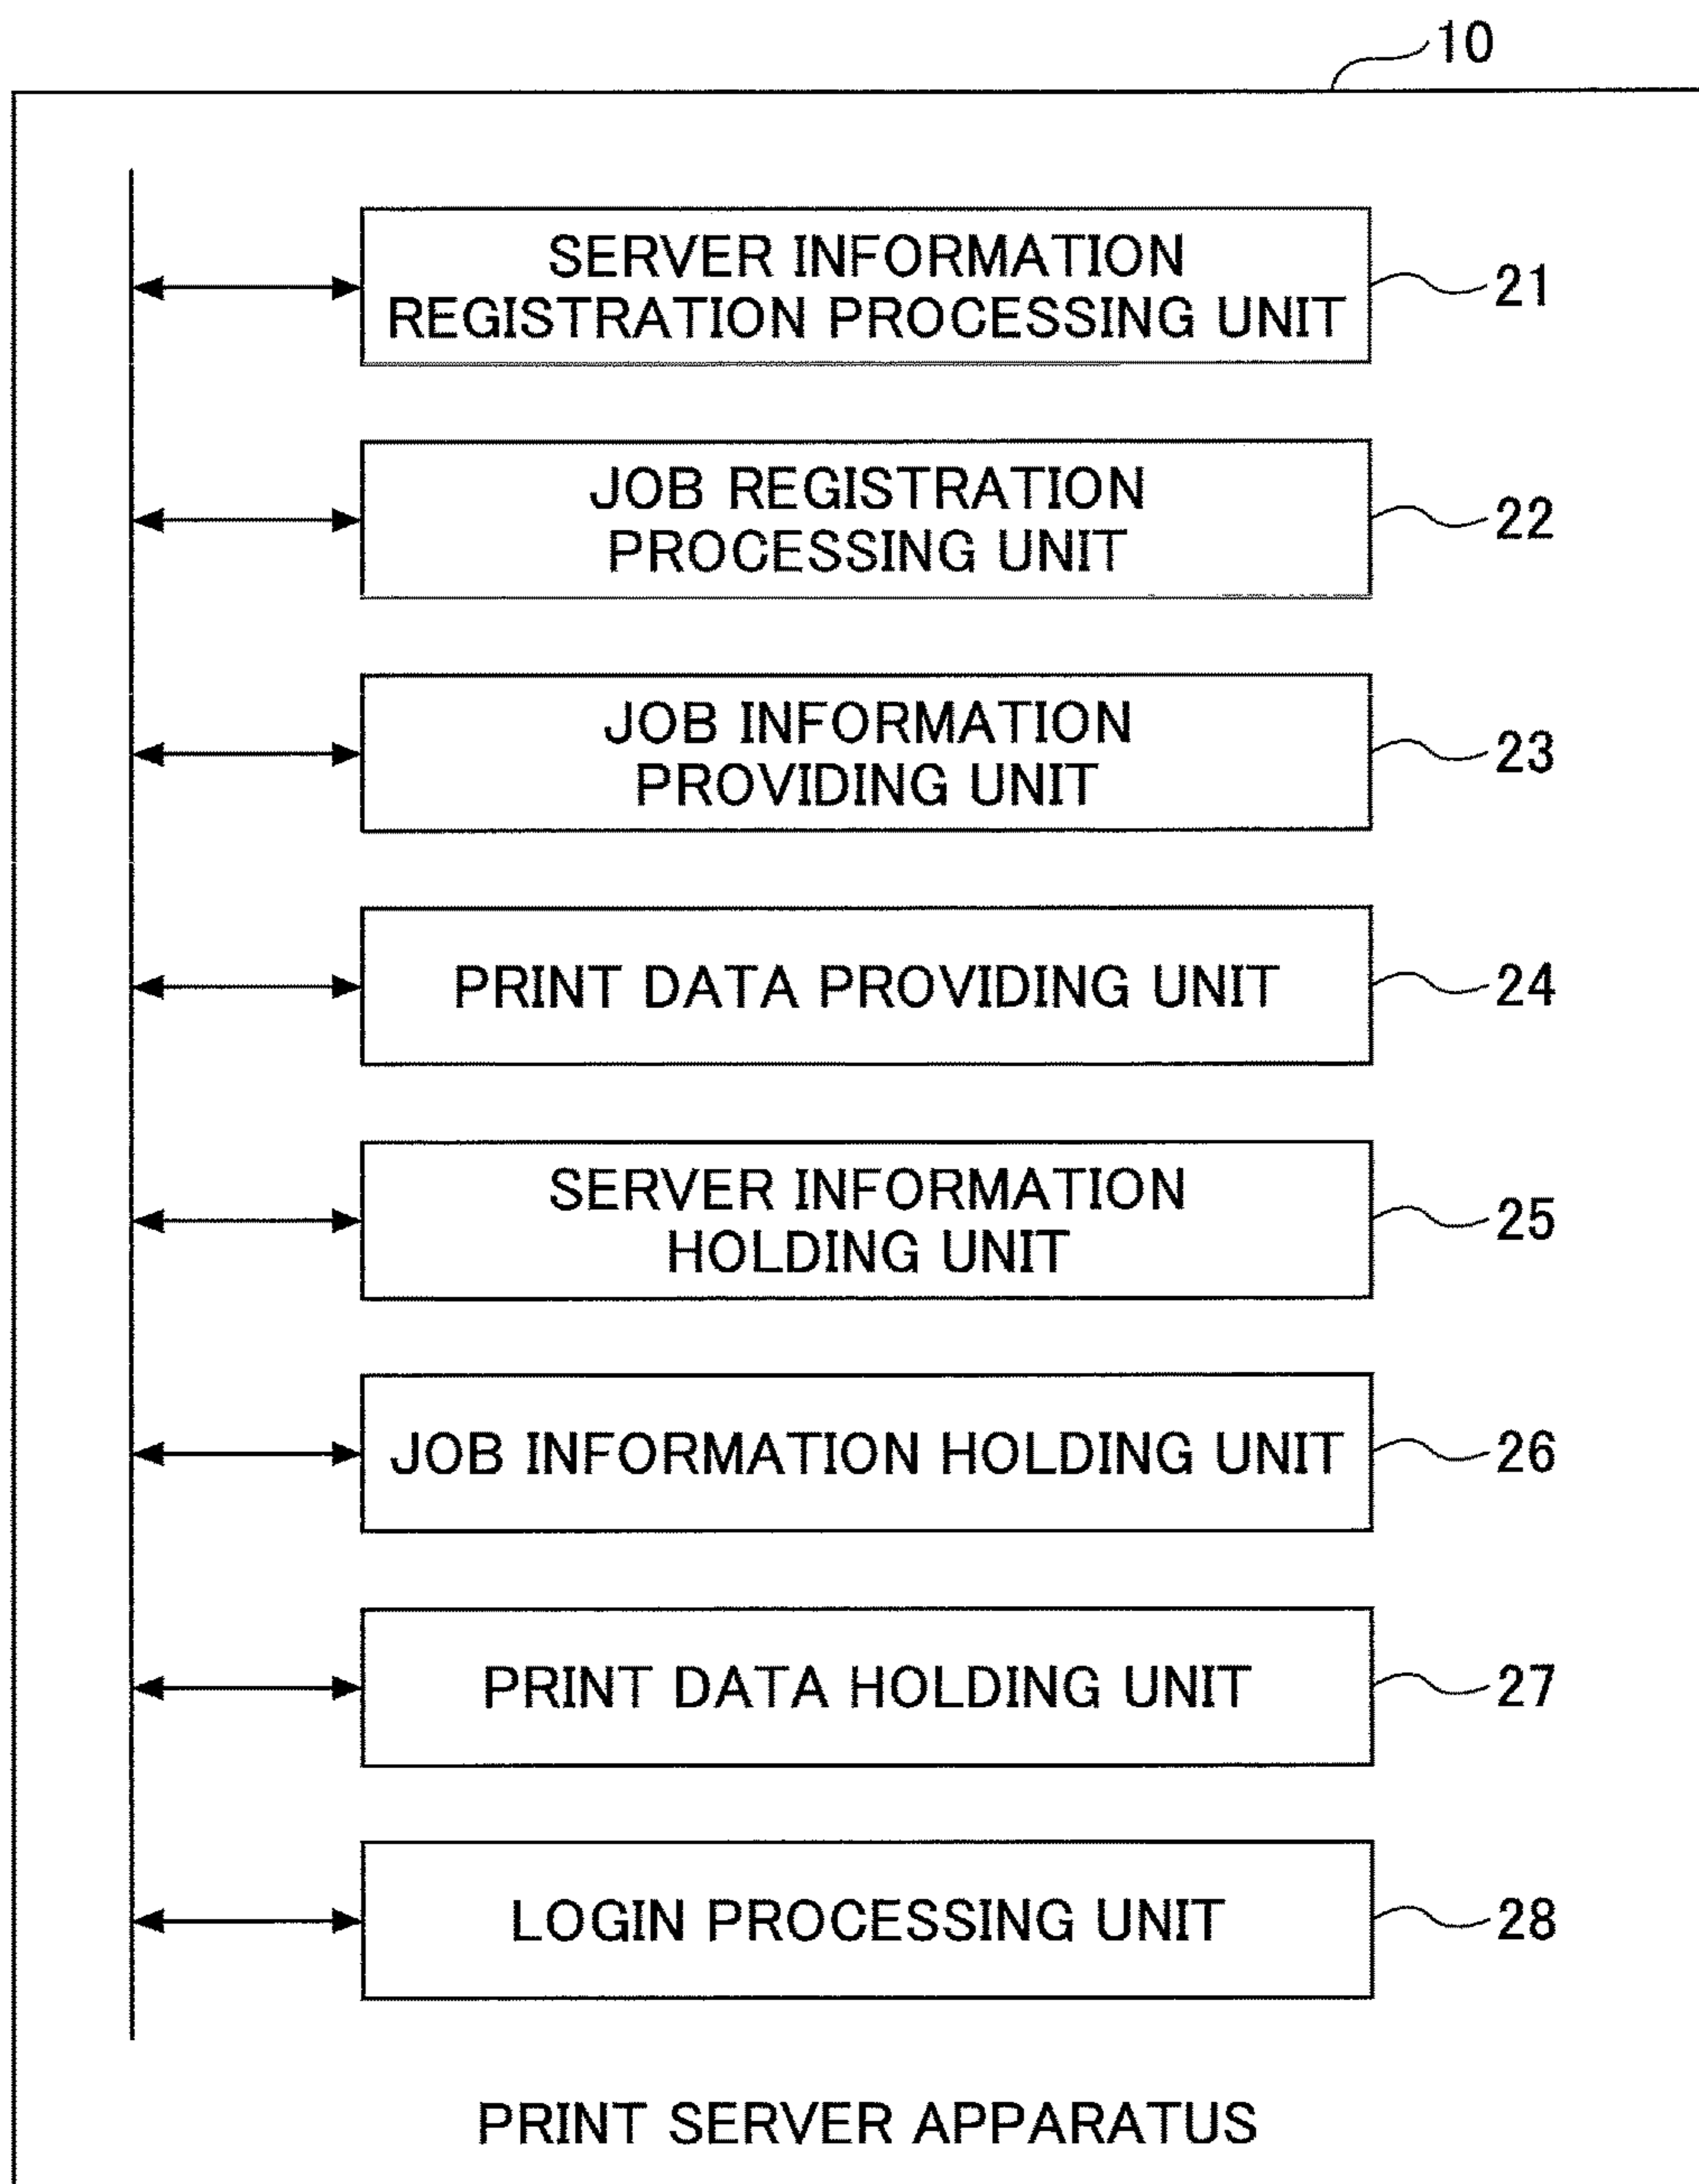 10
SERVER INFORMATION
REGISTRATION PROCESSING UNIT
21
JOB REGISTRATION
PROCESSING UNIT
22
JOB INFORMATION
PROVIDING UNIT
23
PRINT DATA PROVIDING UNIT
24
SERVER INFORMATION
HOLDING UNIT
25
JOB INFORMATION HOLDING UNIT
26
PRINT DATA HOLDING UNIT
27
LOGIN PROCESSING UNIT
28
PRINT SERVER APPARATUS